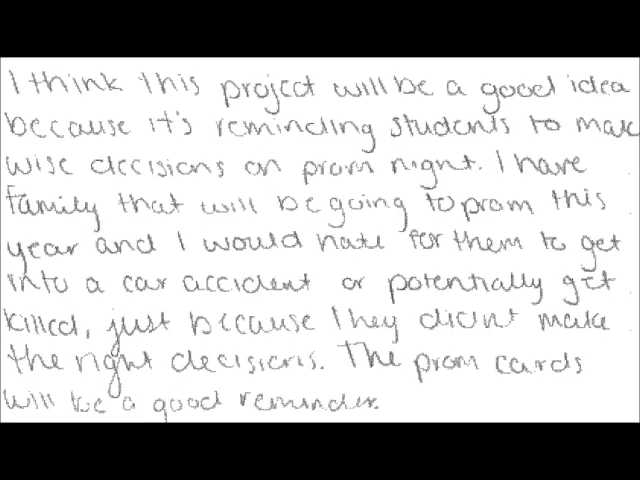 I think this project will be a good idea
because it's reminding students to make
wise decisions on prom night. I have
family that will be going to prom this
year and I would hate for them to get
into a car accident or potentially get
killed, just because they didn't make
the right decisions. The prom cards
will be a good reminder.